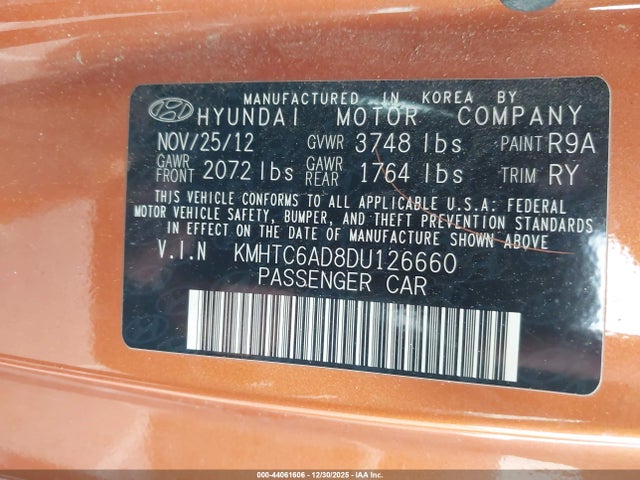 MANUFACTURED IN KOREA BY
HYUNDAI MOTOR COMPANY
NOV/25/12 GVWR 3748 lbs PAINT R9A
GAWR FRONT 2072 lbs GAWR REAR 1764 lbs TRIM RY
THIS VEHICLE CONFORMS TO ALL APPLICABLE U.S.A: FEDERAL
MOTOR VEHICLE SAFETY, BUMPER, AND THEFT PREVENTION STANDARDS
IN EFFECT ON THE DATE OF MANUFACTURE SHOWN ABOVE
V.I.N KMHTC6AD8DU126660
PASSENGER CAR
000-44061606 - 12/30/2025 - IAA, Inc.